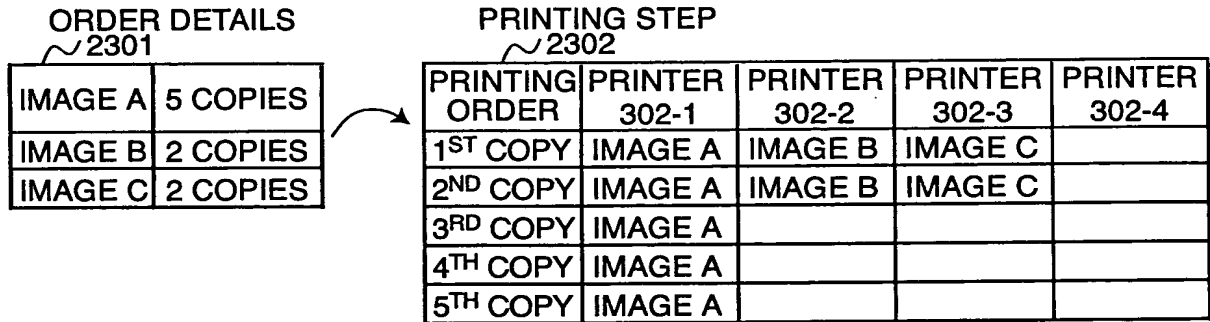 ORDER DETAILS
2301
IMAGE A 5 COPIES
IMAGE B 2 COPIES
IMAGE C 2 COPIES
PRINTING STEP
2302
PRINTING ORDER PRINTER 302-1 PRINTER 302-2 PRINTER 302-3 PRINTER 302-4
1ST COPY IMAGE A IMAGE B IMAGE C
2ND COPY IMAGE A IMAGE B IMAGE C
3RD COPY IMAGE A
4TH COPY IMAGE A
5TH COPY IMAGE A